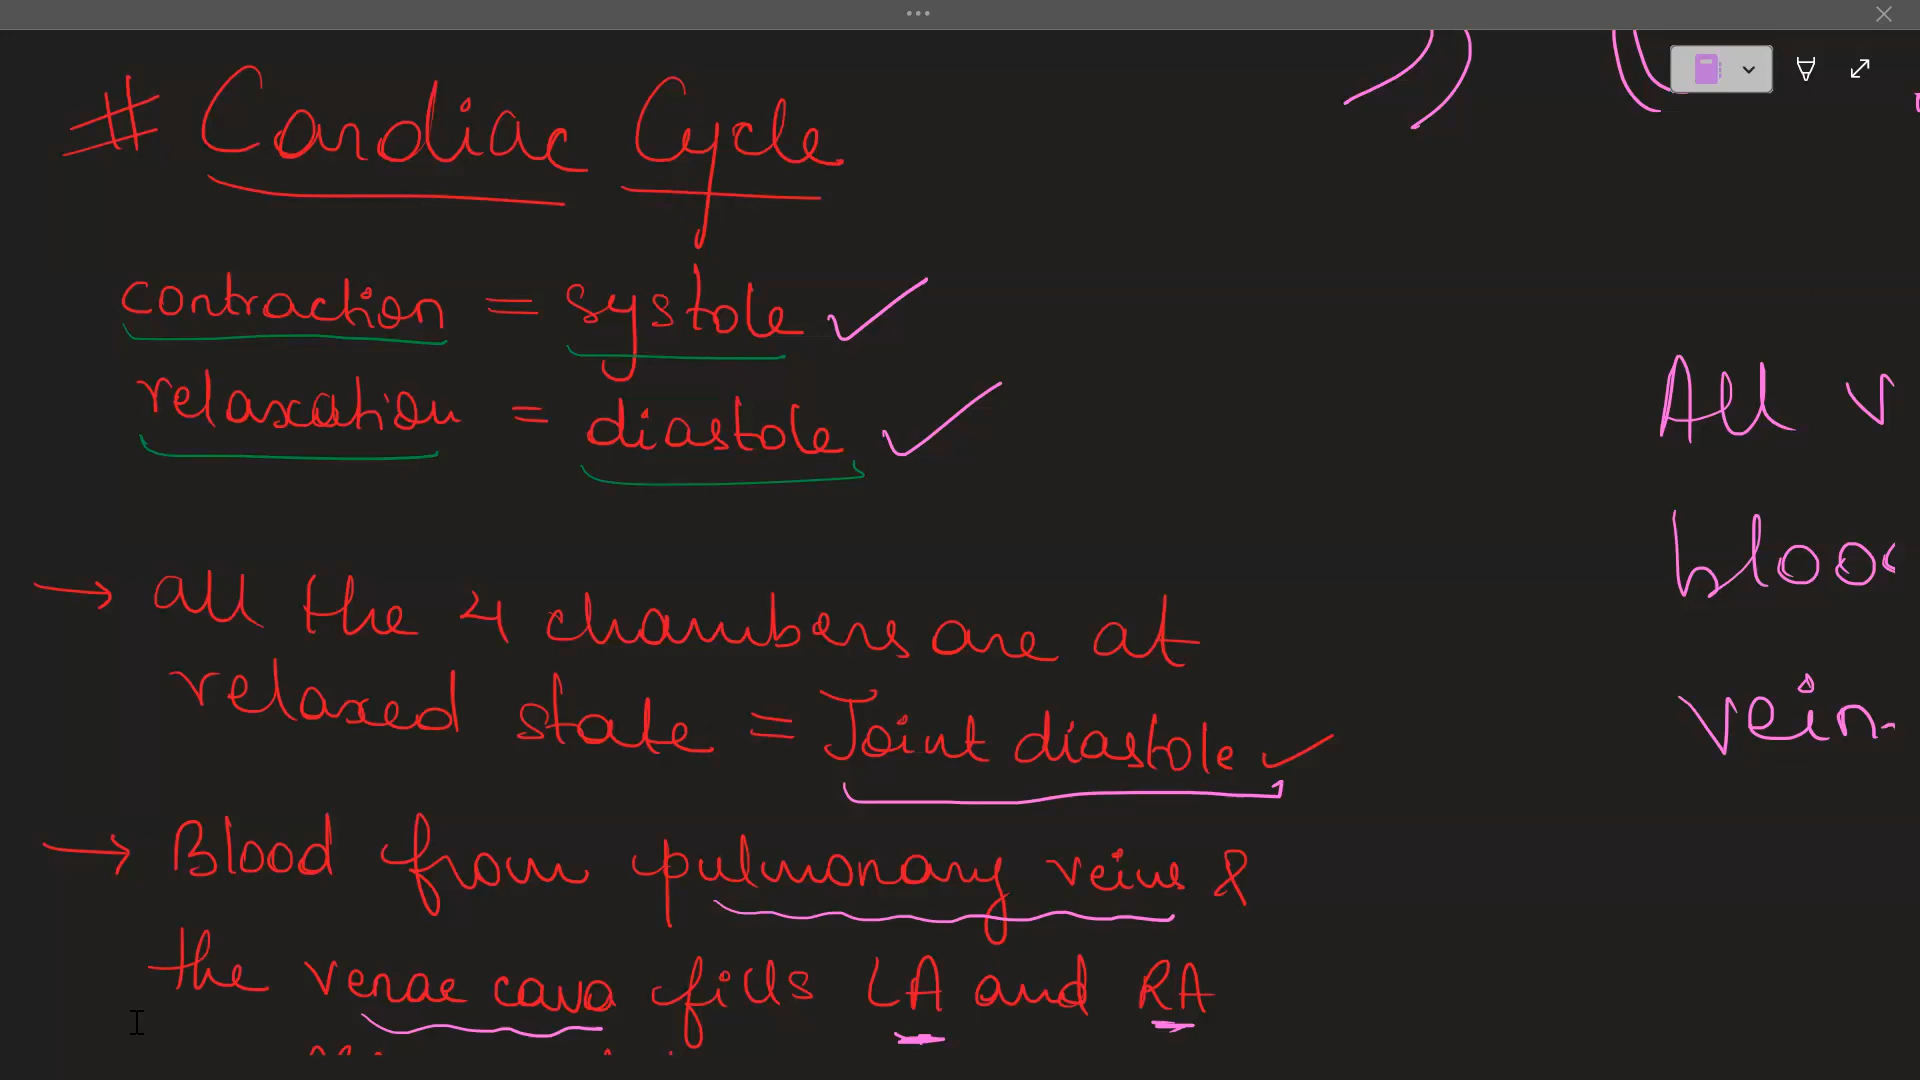 # Cardiac Cycle
contraction = systole
relaxation = diastole
→ all the 4 chambers are at
relaxed state = Joint diastole
→ Blood from pulmonary veins &
the venae cava fills LA and RA
All
vein